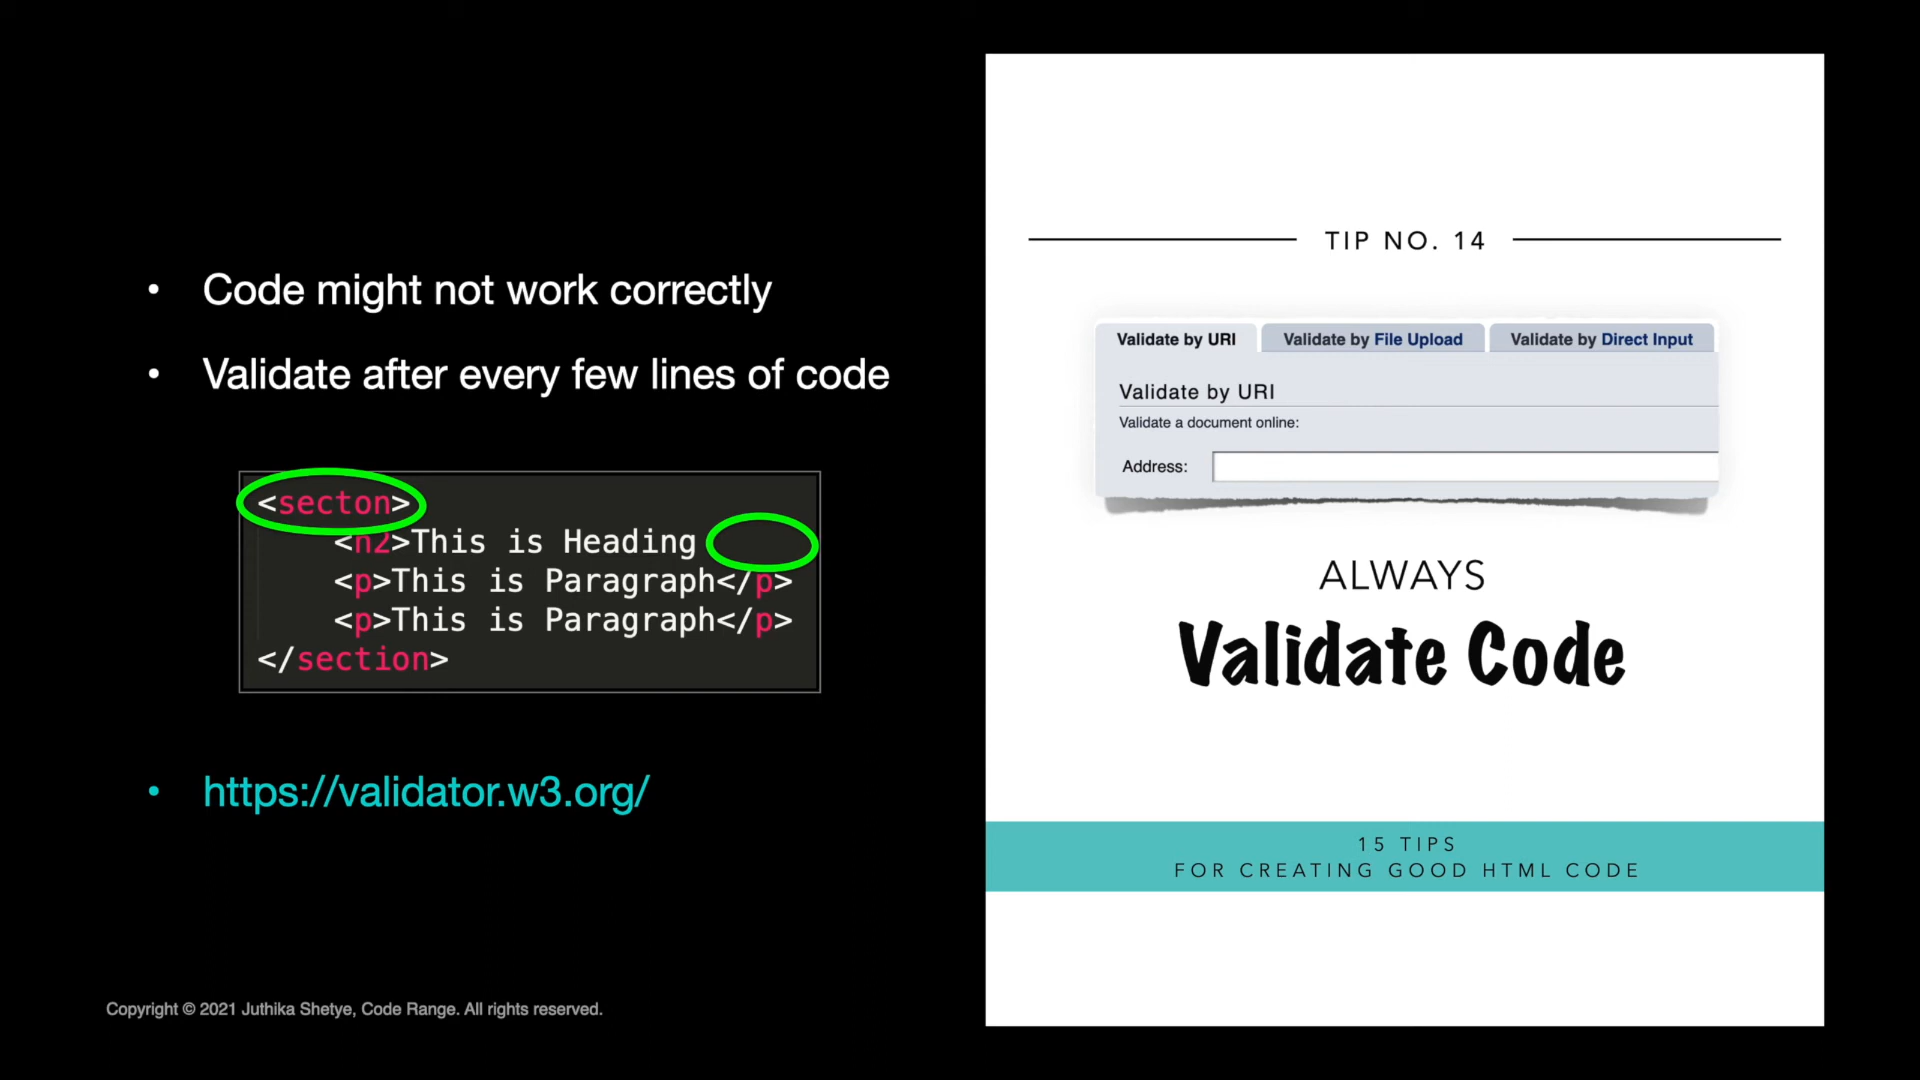 • Code might not work correctly
• Validate after every few lines of code
<secton>
<h2>This is Heading
<p>This is Paragraph</p>
<p>This is Paragraph</p>
</section>
• https://validator.w3.org/
Copyright © 2021 Juthika Shetye, Code Range. All rights reserved.
TIP NO. 14
Validate by URI Validate by File Upload Validate by Direct Input
Validate by URI
Validate a document online:
Address:
ALWAYS
Validate Code
15 TIPS
FOR CREATING GOOD HTML CODE